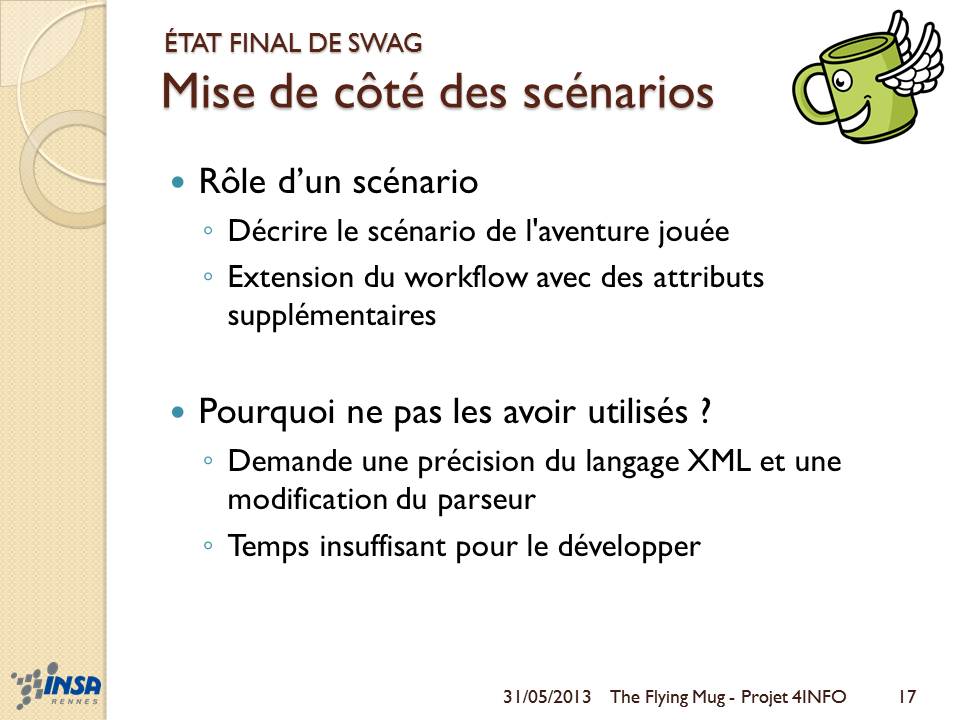 ÉTAT FINAL DE SWAG
Mise de côté des scénarios
Rôle d’un scénario
Décrire le scénario de l'aventure jouée
Extension du workflow avec des attributs
supplémentaires
Pourquoi ne pas les avoir utilisés ?
Demande une précision du langage XML et une
modification du parseur
Temps insuffisant pour le développer
INSA
RENNES
31/05/2013 The Flying Mug - Projet 4INFO 17